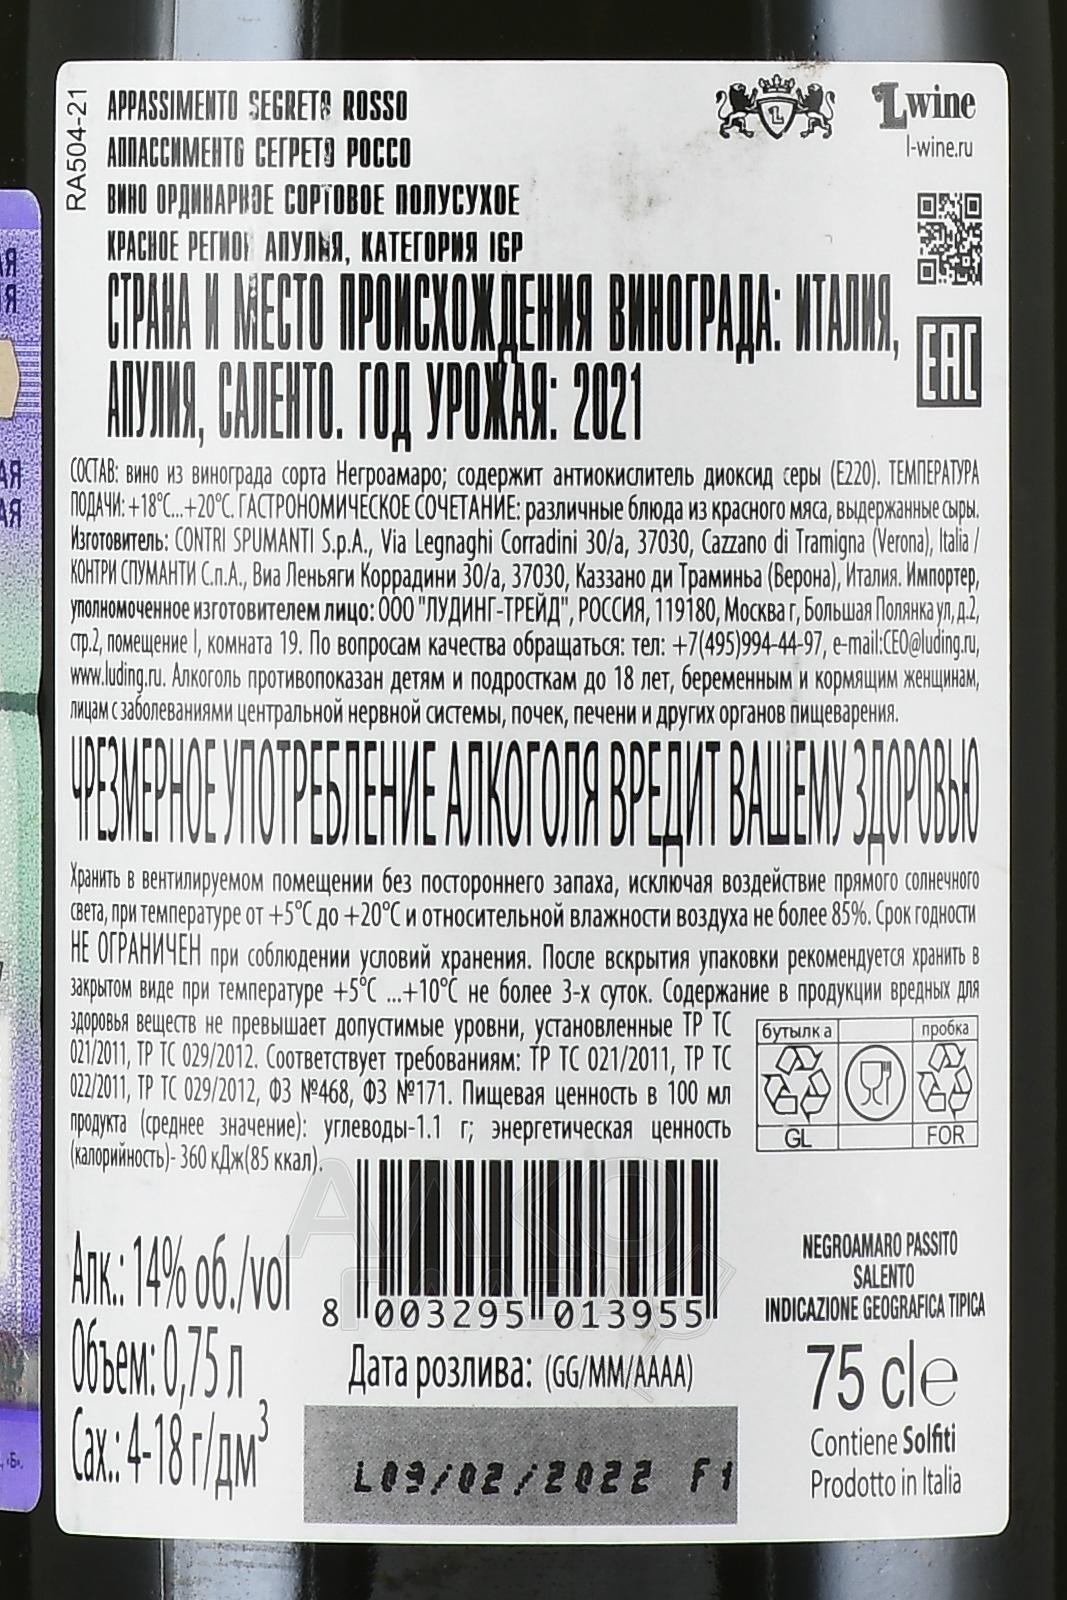 RA504-21
APPASSIMENTO SEGRETO ROSSO
АППАССИМЕНТО СЕГРЕТО РОССО
ВИНО ОРДИНАРНОЕ СОРТОВОЕ ПОЛУСУХОЕ
КРАСНОЕ РЕГИОН АПУЛИЯ, КАТЕГОРИЯ IGP
L
Lwine
l-wine.ru
СТРАНА И МЕСТО ПРОИСХОЖДЕНИЯ ВИНОГРАДА: ИТАЛИЯ,
АПУЛИЯ, САЛЕНТО. ГОД УРОЖАЯ: 2021
EAC
СОСТАВ: вино из винограда сорта Негроамаро; содержит антиокислитель диоксид серы (Е220). ТЕМПЕРАТУРА
ПОДАЧИ: +18°С...+20°С. ГАСТРОНОМИЧЕСКОЕ СОЧЕТАНИЕ: различные блюда из красного мяса, выдержанные сыры.
Изготовитель: CONTRI SPUMANTI S.p.A., Via Legnaghi Corradini 30/a, 37030, Cazzano di Tramigna (Verona), Italia /
КОНТРИ СПУМАНТИ С.п.А., Виа Леньяги Коррадини 30/а, 37030, Каззано ди Траминья (Верона), Италия. Импортер,
уполномоченное изготовителем лицо: ООО "ЛУДИНГ-ТРЕЙД", РОССИЯ, 119180, Москва г, Большая Полянка ул, д.2,
стр.2, помещение I, комната 19. По вопросам качества обращаться: тел: +7(495)994-44-97, e-mail:CEO@luding.ru,
www.luding.ru. Алкоголь противопоказан детям и подросткам до 18 лет, беременным и кормящим женщинам,
лицам с заболеваниями центральной нервной системы, почек, печени и других органов пищеварения.
ЧРЕЗМЕРНОЕ УПОТРЕБЛЕНИЕ АЛКОГОЛЯ ВРЕДИТ ВАШЕМУ ЗДОРОВЬЮ
Хранить в вентилируемом помещении без постороннего запаха, исключая воздействие прямого солнечного
света, при температуре от +5°С до +20°С и относительной влажности воздуха не более 85%. Срок годности
НЕ ОГРАНИЧЕН при соблюдении условий хранения. После вскрытия упаковки рекомендуется хранить в
закрытом виде при температуре +5°С ...+10°С не более 3-х суток. Содержание в продукции вредных для
здоровья веществ не превышает допустимые уровни, установленные ТР ТС
021/2011, ТР ТС 029/2012. Соответствует требованиям: ТР ТС 021/2011, ТР ТС
022/2011, ТР ТС 029/2012, ФЗ №468, ФЗ №171. Пищевая ценность в 100 мл
продукта (среднее значение): углеводы-1.1 г; энергетическая ценность
(калорийность)- 360 кДж(85 ккал).
бутылка пробка
GL FOR
Алк.: 14% об./vol
Объем: 0,75 л
Сах.: 4-18 г/дм³
8 003295 013955
Дата розлива: (GG/MM/AAAA)
L09/02/2022 F1
NEGROAMARO PASSITO
SALENTO
INDICAZIONE GEOGRAFICA TIPICA
75 cl e
Contiene Solfiti
Prodotto in Italia